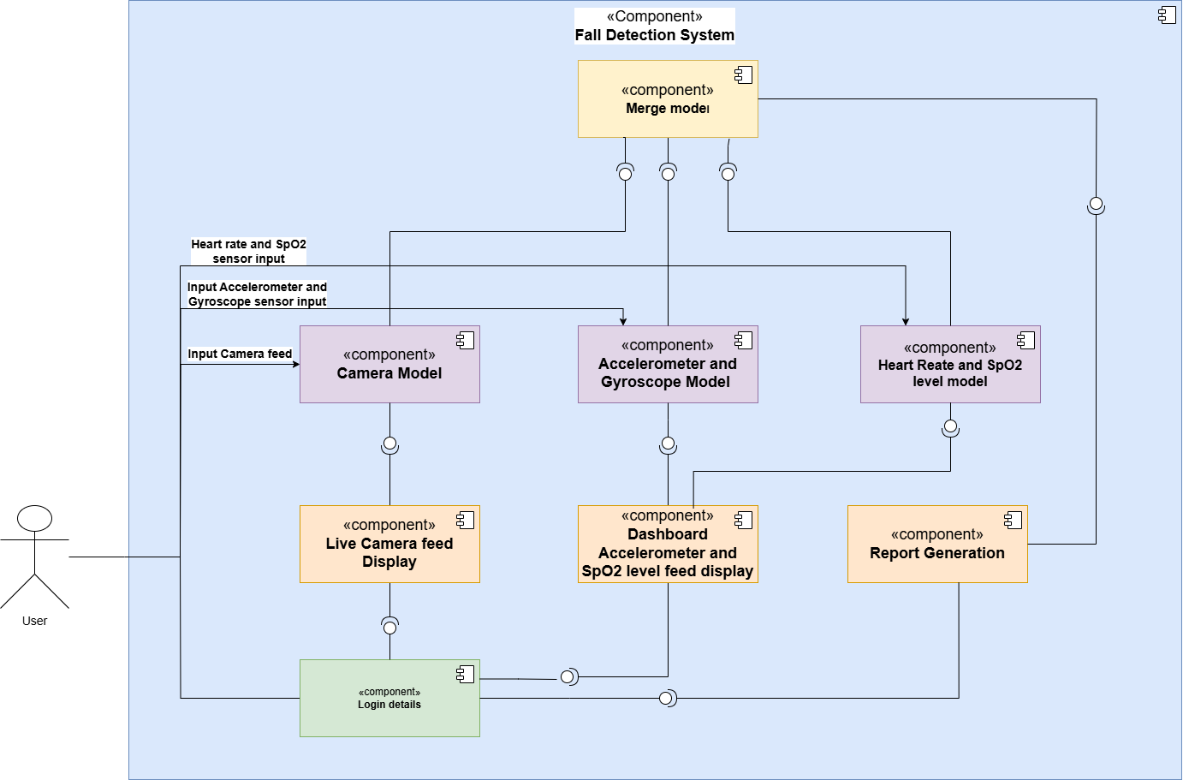 «Component»
Fall Detection System
«component»
Merge model
Heart rate and SpO2
sensor input
Input Accelerometer and
Gyroscope sensor input
Input Camera feed
«component»
Camera Model
«component»
Accelerometer and
Gyroscope Model
«component»
Heart Reate and SpO2
level model
«component»
Live Camera feed
Display
«component»
Dashboard
Accelerometer and
SpO2 level feed display
«component»
Report Generation
User
«component»
Login details